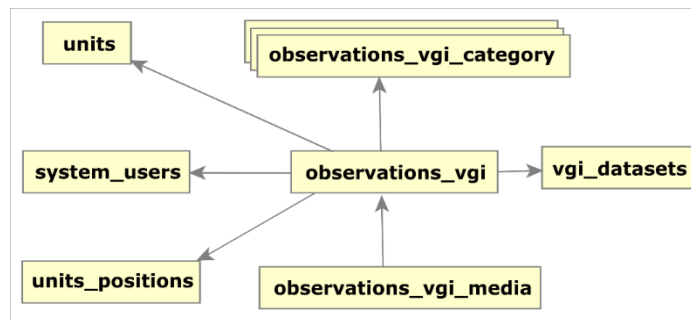 units
observations_vgi_category
system_users
observations_vgi
vgi_datasets
units_positions
observations_vgi_media